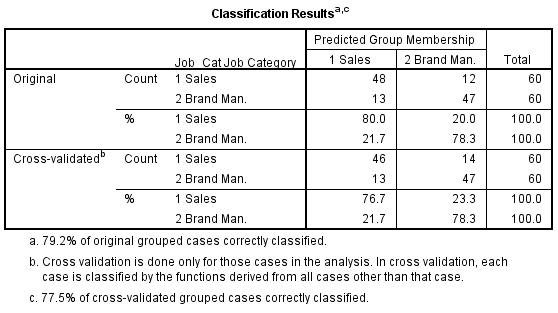 Classification Resultsa,c
Predicted Group Membership
Job_Cat Job Category 1 Sales 2 Brand Man. Total
Original Count 1 Sales 48 12 60
2 Brand Man. 13 47 60
% 1 Sales 80.0 20.0 100.0
2 Brand Man. 21.7 78.3 100.0
Cross-validatedb Count 1 Sales 46 14 60
2 Brand Man. 13 47 60
% 1 Sales 76.7 23.3 100.0
2 Brand Man. 21.7 78.3 100.0
a. 79.2% of original grouped cases correctly classified.
b. Cross validation is done only for those cases in the analysis. In cross validation, each
case is classified by the functions derived from all cases other than that case.
c. 77.5% of cross-validated grouped cases correctly classified.